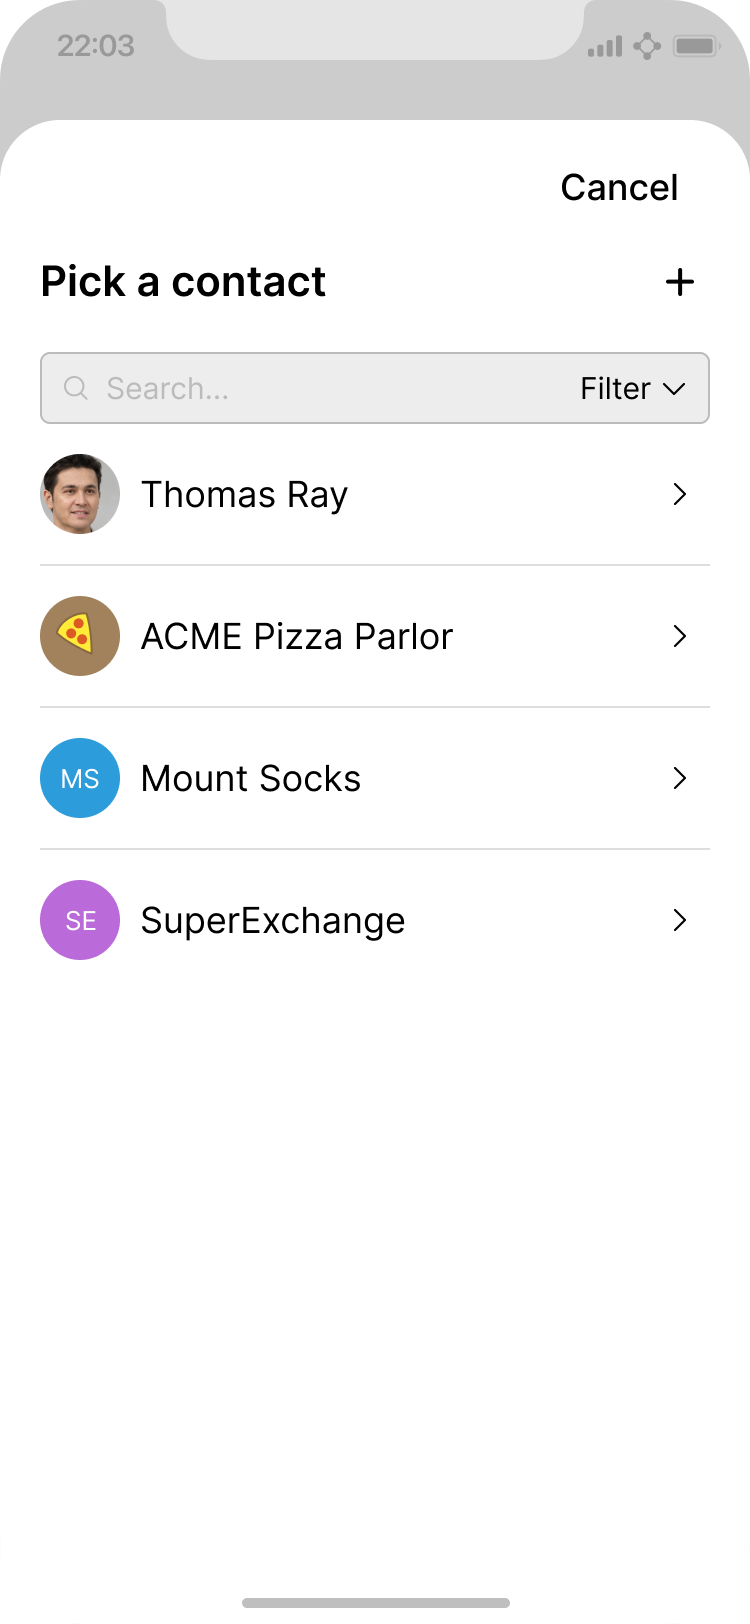 22:03
Cancel
Pick a contact
Search...
Filter
Thomas Ray
ACME Pizza Parlor
MS
Mount Socks
SE
SuperExchange